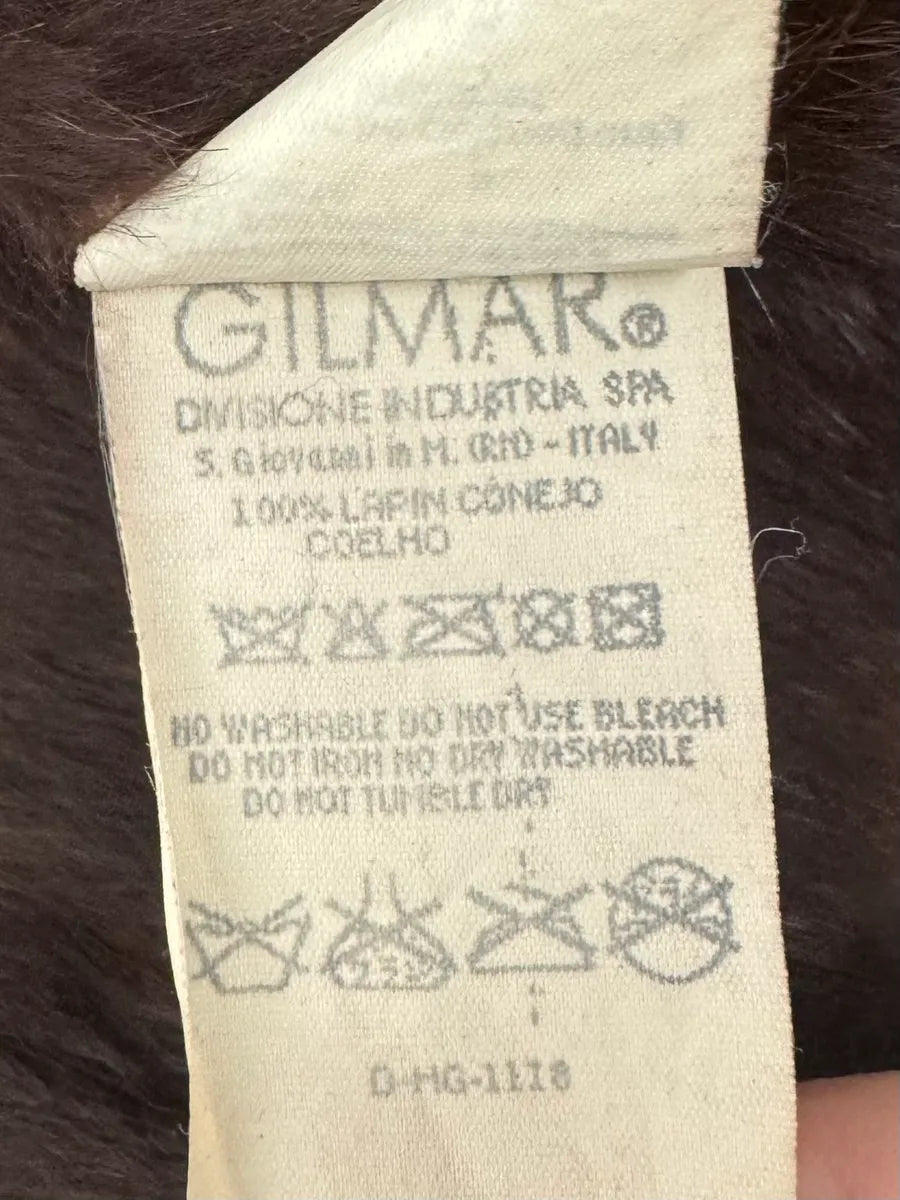 GILMAR®
DIVISIONE INDUSTRIA SPA
S. Giovanni in M. (RN) - ITALY
100% LAPIN CONEJO
COELHO
NO WASHABLE DO NOT USE BLEACH
DO NOT IRON NO DRY WASHABLE
DO NOT TUMBLE DRY
D-HG-1118